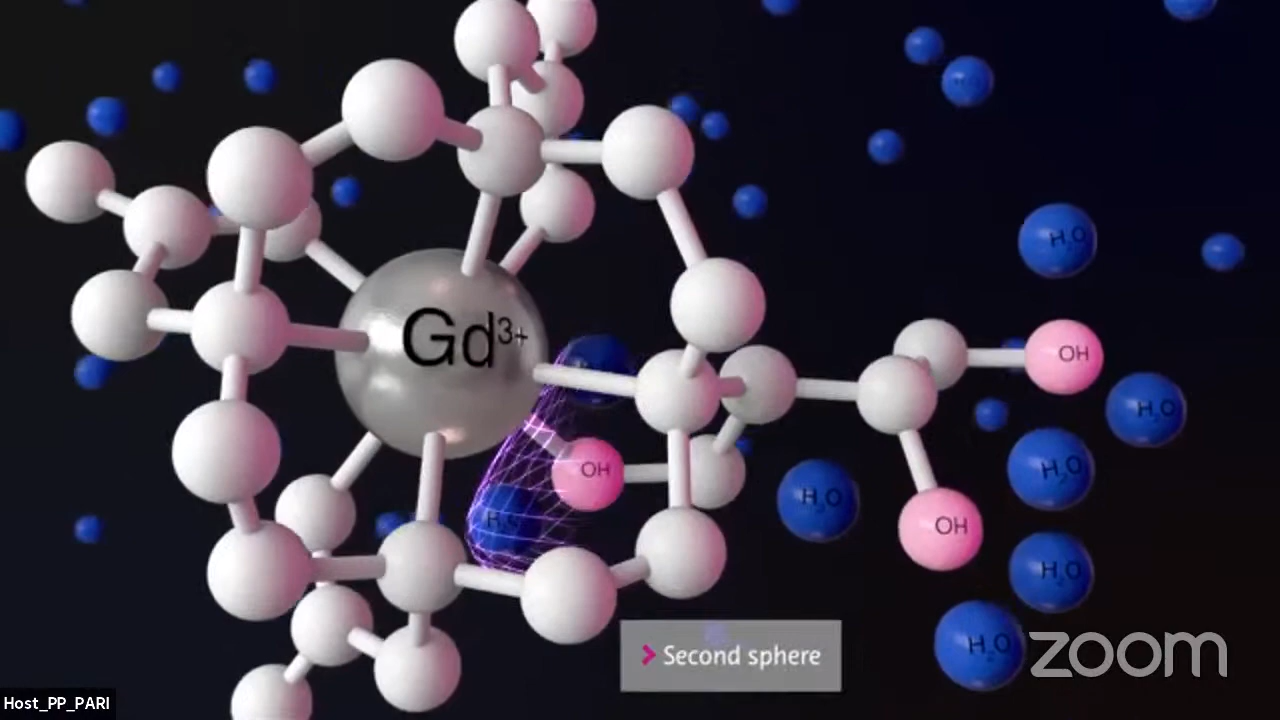 H₂O
Gd³⁺
OH
H₂O
OH
H₂O
H₂O
OH
H₂O
H₂O
> Second sphere
zoom
Host_PP_PARI